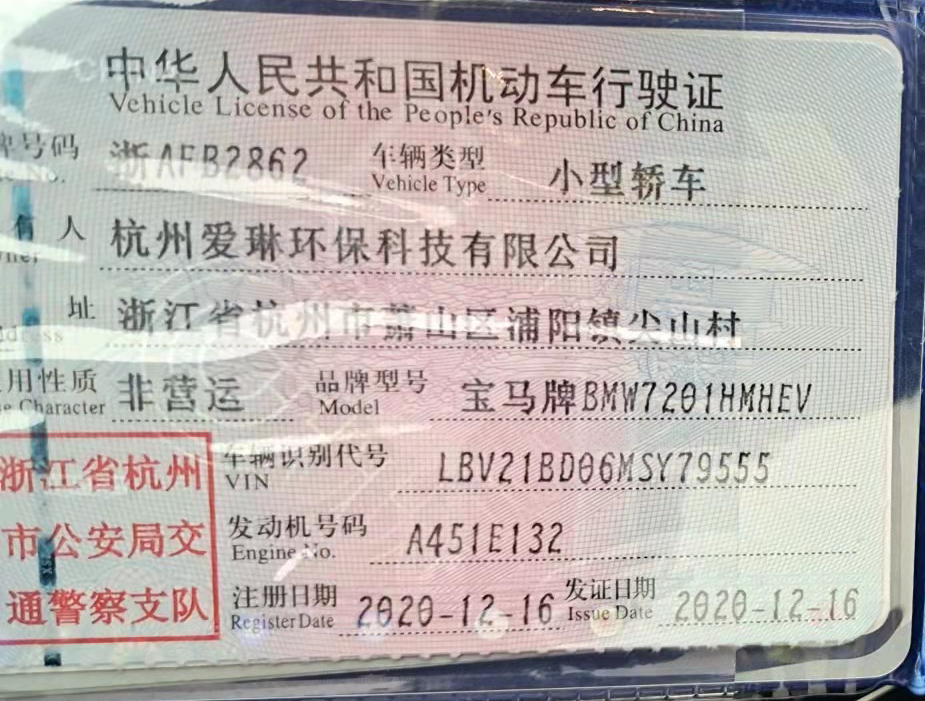 中华人民共和国机动车行驶证
Vehicle License of the People's Republic of China
号码 浙AFB2862 车辆类型 小型轿车
No. Vehicle Type
有人 杭州爱琳环保科技有限公司
址 浙江省杭州市萧山区浦阳镇尖山村
用性质 非营运 品牌型号 宝马牌BMW7201HMHEV
Character Model
浙江省杭州
市公安局交
通警察支队
车辆识别代号 LBV21BD06MSY79555
VIN
发动机号码 A451E132
Engine No.
注册日期 2020-12-16 发证日期 2020-12-16
Register Date Issue Date